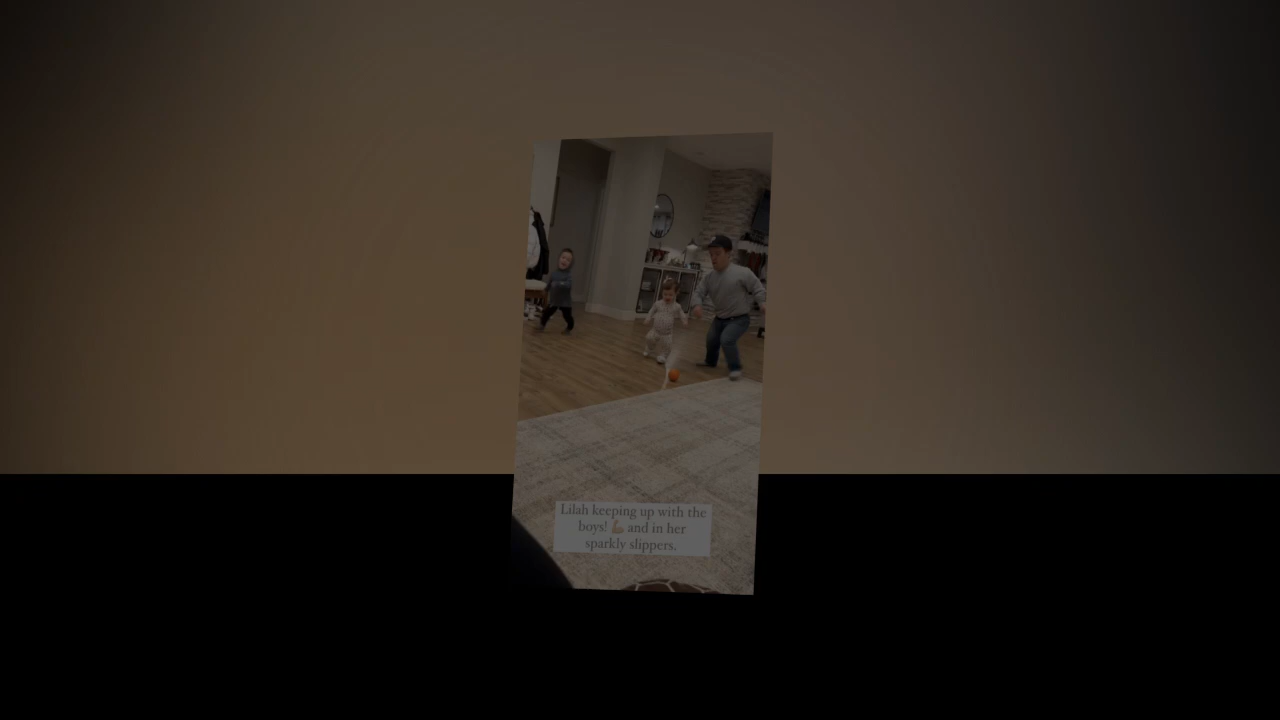 Lilah keeping up with the
boys! 💪🏼 and in her
sparkly slippers.